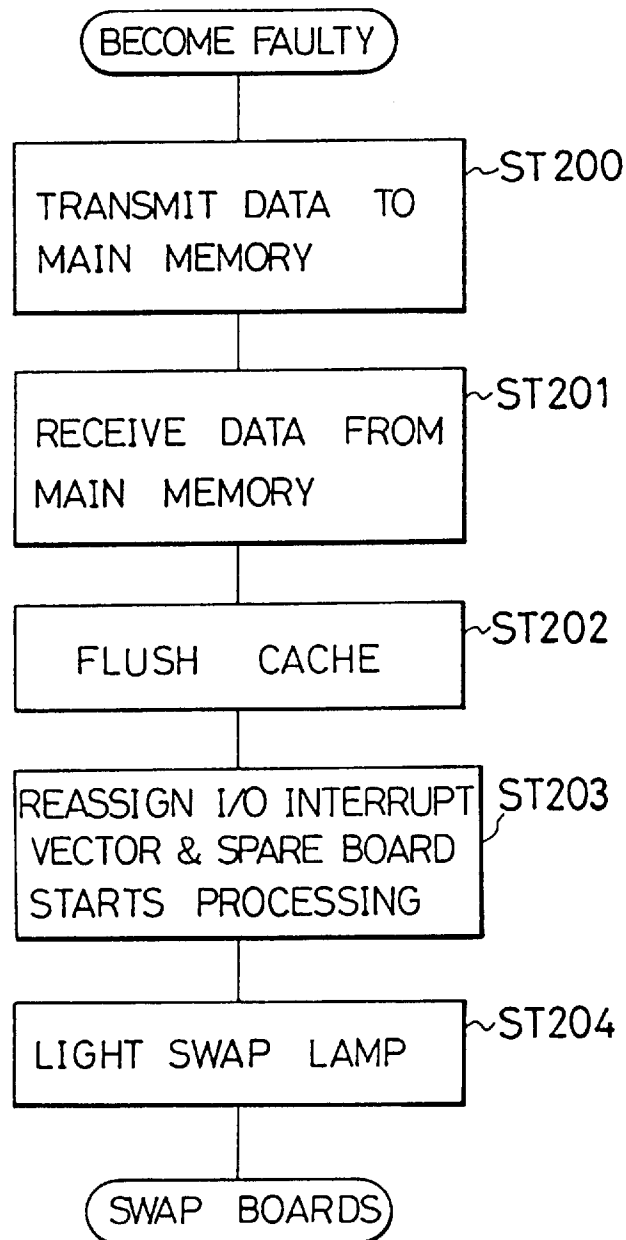 BECOME FAULTY
ST200
TRANSMIT DATA TO
MAIN MEMORY
ST201
RECEIVE DATA FROM
MAIN MEMORY
ST202
FLUSH CACHE
ST203
REASSIGN I/O INTERRUPT
VECTOR & SPARE BOARD
STARTS PROCESSING
ST204
LIGHT SWAP LAMP
SWAP BOARDS